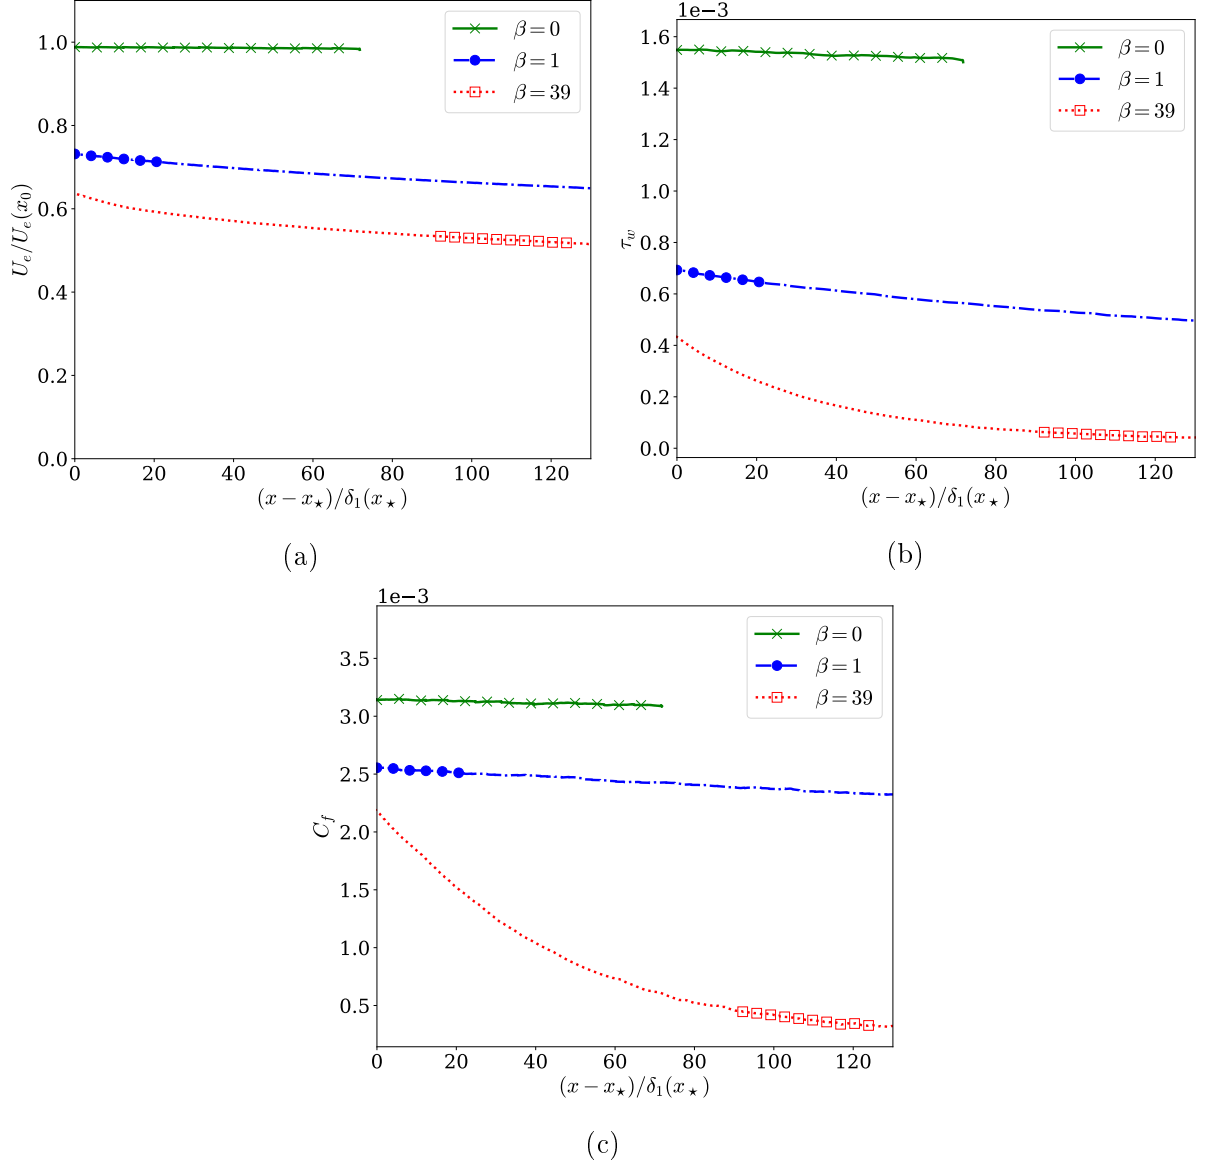 1.0
0.8
0.6
0.4
0.2
0.0
0 20 40 60 80 100 120
U_e/U_e(x_0)
(x − x_⋆)/δ_1(x_⋆)
β = 0
β = 1
β = 39
(a)
1e−3
1.6
1.4
1.2
1.0
0.8
0.6
0.4
0.2
0.0
0 20 40 60 80 100 120
τ_w
(x − x_⋆)/δ_1(x_⋆)
β = 0
β = 1
β = 39
(b)
1e−3
3.5
3.0
2.5
2.0
1.5
1.0
0.5
0 20 40 60 80 100 120
C_f
(x − x_⋆)/δ_1(x_⋆)
β = 0
β = 1
β = 39
(c)